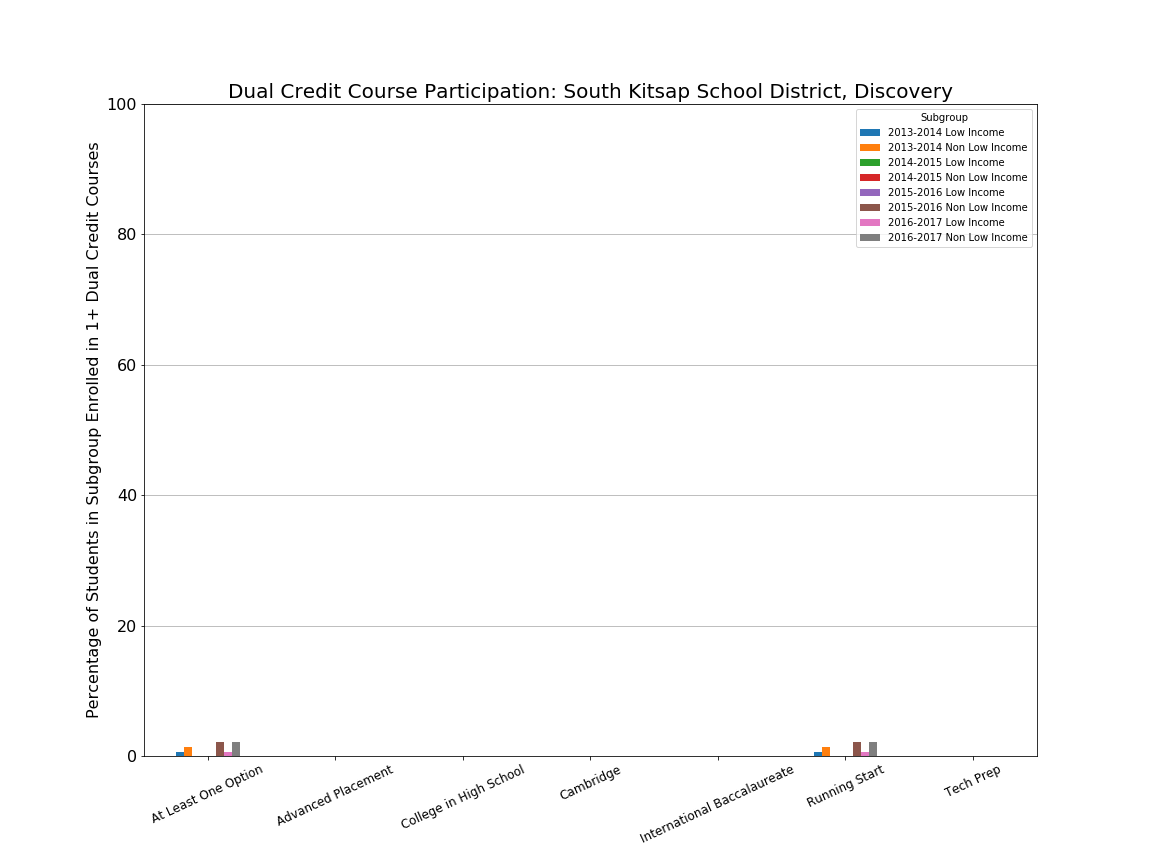 Dual Credit Course Participation: South Kitsap School District, Discovery
Percentage of Students in Subgroup Enrolled in 1+ Dual Credit Courses
100
80
60
40
20
0
Subgroup
2013-2014 Low Income
2013-2014 Non Low Income
2014-2015 Low Income
2014-2015 Non Low Income
2015-2016 Low Income
2015-2016 Non Low Income
2016-2017 Low Income
2016-2017 Non Low Income
At Least One Option
Advanced Placement
College in High School
Cambridge
International Baccalaureate
Running Start
Tech Prep